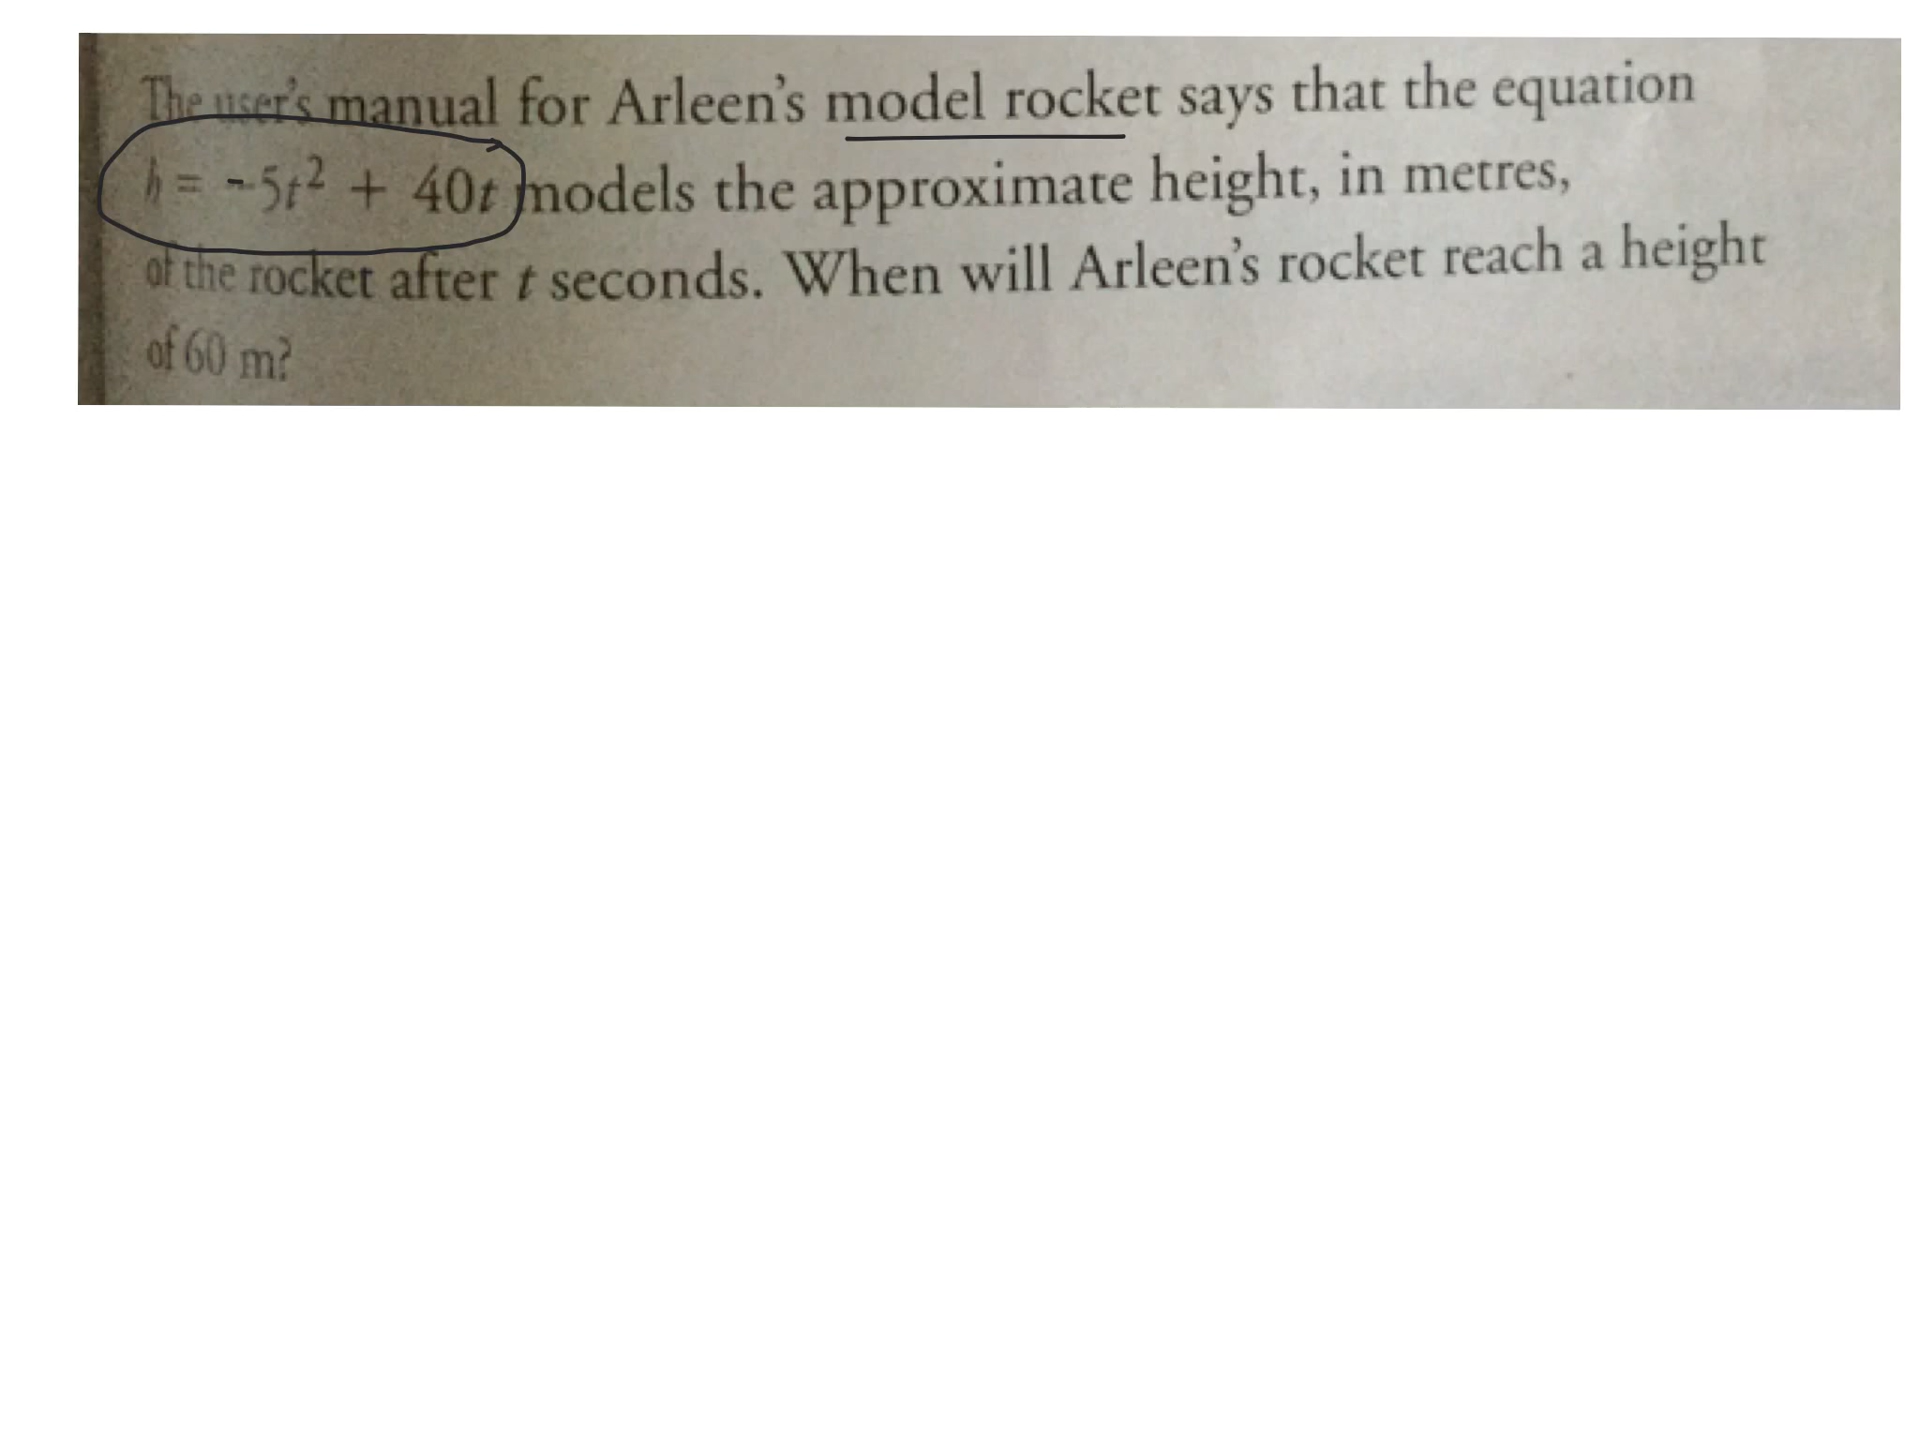 The user's manual for Arleen's model rocket says that the equation
h = -5t² + 40t models the approximate height, in metres,
of the rocket after t seconds. When will Arleen's rocket reach a height
of 60 m?